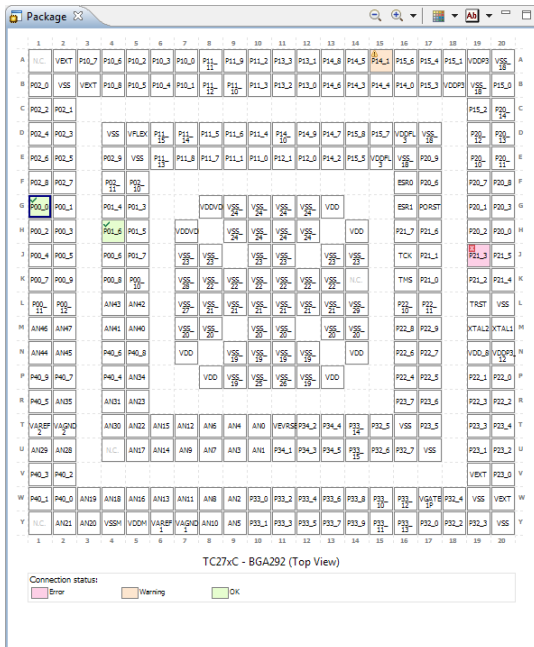 Package
1 2 3 4 5 6 7 8 9 10 11 12 13 14 15 16 17 18 19 20
A N.C. VEXT P10_7 P10_6 P10_2 P10_3 P10_0 P11_11 P11_9 P11_2 P13_3 P13_1 P14_8 P14_5 P14_1 P15_6 P15_4 P15_1 VDDP3 VSS_18 A
B P02_0 VSS VEXT P10_8 P10_5 P10_4 P10_1 P11_12 P11_10 P11_3 P13_2 P13_0 P14_6 P14_3 P14_4 P14_0 P15_3 VDDP3 VSS_18 P15_0 B
C P02_2 P02_1 P15_2 P20_14 C
D P02_4 P02_3 VSS VFLEX P11_15 P11_14 P11_5 P11_6 P11_4 P14_10 P14_9 P14_7 P15_8 P15_7 VDDFL3 VSS_18 P20_12 P20_13 D
E P02_6 P02_5 P02_9 VSS P11_13 P11_8 P11_7 P11_1 P11_0 P12_1 P12_0 P14_2 P15_5 VDDFL3 VSS_18 P20_9 P20_10 P20_11 E
F P02_8 P02_7 P02_11 P02_10 ESR0 P20_6 P20_7 P20_8 F
G P00_0 P00_1 P01_4 P01_3 VDDVD VSS_24 VSS_24 VSS_24 VSS_24 VDD ESR1 PORST P20_1 P20_3 G
H P00_2 P00_3 P01_6 P01_5 VDDVD VSS_24 VSS_24 VSS_24 VSS_24 VDD P21_7 P21_6 P20_2 P20_0 H
J P00_4 P00_5 P00_6 P01_7 VSS_23 VSS_23 VSS_23 VSS_23 VSS_23 VSS_23 TCK P21_1 P21_3 P21_5 J
K P00_7 P00_9 P00_8 P00_10 VSS_28 VSS_22 VSS_22 VSS_22 VSS_22 VSS_22 VSS_22 N.C. TMS P21_0 P21_2 P21_4 K
L P00_11 P00_12 AN43 AN42 VSS_27 VSS_21 VSS_21 VSS_21 VSS_21 VSS_21 VSS_21 VSS_29 P22_10 P22_11 TRST VSS L
M AN46 AN47 AN41 AN40 VSS_20 VSS_20 VSS_20 VSS_20 VSS_20 VSS_20 P22_8 P22_9 XTAL2 XTAL1 M
N AN44 AN45 P40_6 P40_8 VDD VSS_19 VSS_19 VSS_19 VSS_19 VDD P22_6 P22_7 VDD_8 VDDP3_12 N
P P40_9 P40_7 P40_4 AN34 VDD VSS_19 VSS_25 VSS_26 VSS_19 VDD P22_4 P22_5 P22_1 P22_0 P
R P40_5 AN35 AN31 AN23 P23_7 P23_6 P22_3 P22_2 R
T VAREF2 VAGND2 AN30 AN22 AN15 AN12 AN6 AN4 AN0 VEVRSB P34_2 P34_4 P33_14 P32_5 VSS P23_5 P23_3 P23_4 T
U AN29 AN28 N.C. AN17 AN14 AN9 AN7 AN3 AN1 P34_1 P34_3 P34_5 P33_15 P32_6 P32_7 VSS P23_1 P23_2 U
V P40_3 P40_2 VEXT P23_0 V
W P40_1 P40_0 AN19 AN18 AN16 AN13 AN11 AN8 AN2 P33_0 P33_2 P33_4 P33_6 P33_8 P33_10 P33_12 VGATE1P P32_4 VSS VEXT W
Y N.C. AN21 AN20 VSSM VDDM VAREF1 VAGND1 AN10 AN5 P33_1 P33_3 P33_5 P33_7 P33_9 P33_11 P33_13 P32_0 P32_2 P32_3 VSS Y
1 2 3 4 5 6 7 8 9 10 11 12 13 14 15 16 17 18 19 20
TC27xC - BGA292 (Top View)
Connection status:
Error Warning OK